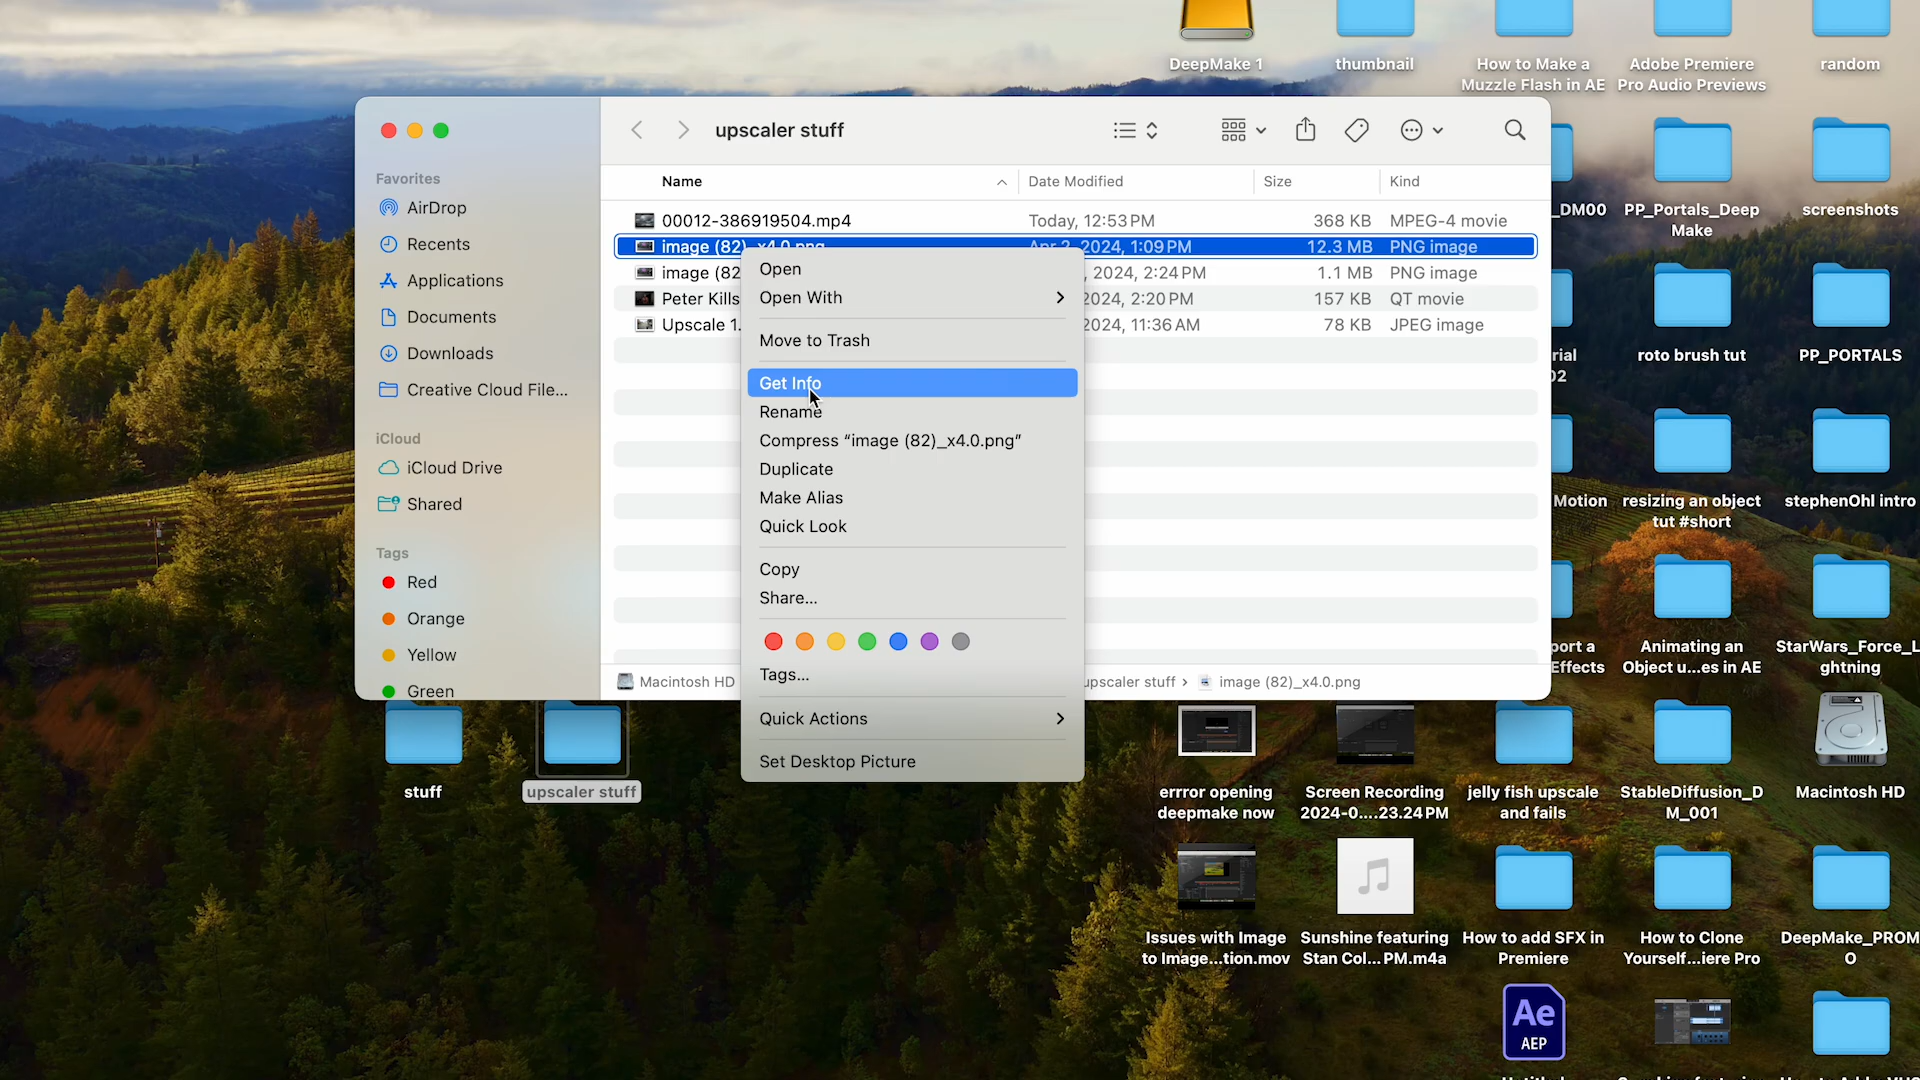 DeepMake 1
thumbnail
How to Make a
Muzzle Flash in AE
Adobe Premiere
Pro Audio Previews
random
upscaler stuff
Favorites
AirDrop
Recents
Applications
Documents
Downloads
Creative Cloud File...
iCloud
iCloud Drive
Shared
Tags
Red
Orange
Yellow
Green
Name Date Modified Size Kind
00012-386919504.mp4 Today, 12:53 PM 368 KB MPEG-4 movie
image (82)_x4.0.png Apr 2, 2024, 1:09 PM 12.3 MB PNG image
image (82 , 2024, 2:24 PM 1.1 MB PNG image
Peter Kills 2024, 2:20 PM 157 KB QT movie
Upscale 1. 2024, 11:36 AM 78 KB JPEG image
Open
Open With
Move to Trash
Get Info
Rename
Compress “image (82)_x4.0.png”
Duplicate
Make Alias
Quick Look
Copy
Share...
Tags...
Quick Actions
Set Desktop Picture
Macintosh HD
upscaler stuff › image (82)_x4.0.png
_DM00
PP_Portals_Deep
Make
screenshots
rial
02
roto brush tut
PP_PORTALS
Motion
resizing an object
tut #short
stephenOhl intro
port a
Effects
Animating an
Object u...es in AE
StarWars_Force_L
ghtning
stuff
upscaler stuff
errror opening
deepmake now
Screen Recording
2024-0....23.24 PM
jelly fish upscale
and fails
StableDiffusion_D
M_001
Macintosh HD
Issues with Image
to Image...tion.mov
Sunshine featuring
Stan Col... PM.m4a
How to add SFX in
Premiere
How to Clone
Yourself...iere Pro
DeepMake_PROM
O
Ae
AEP